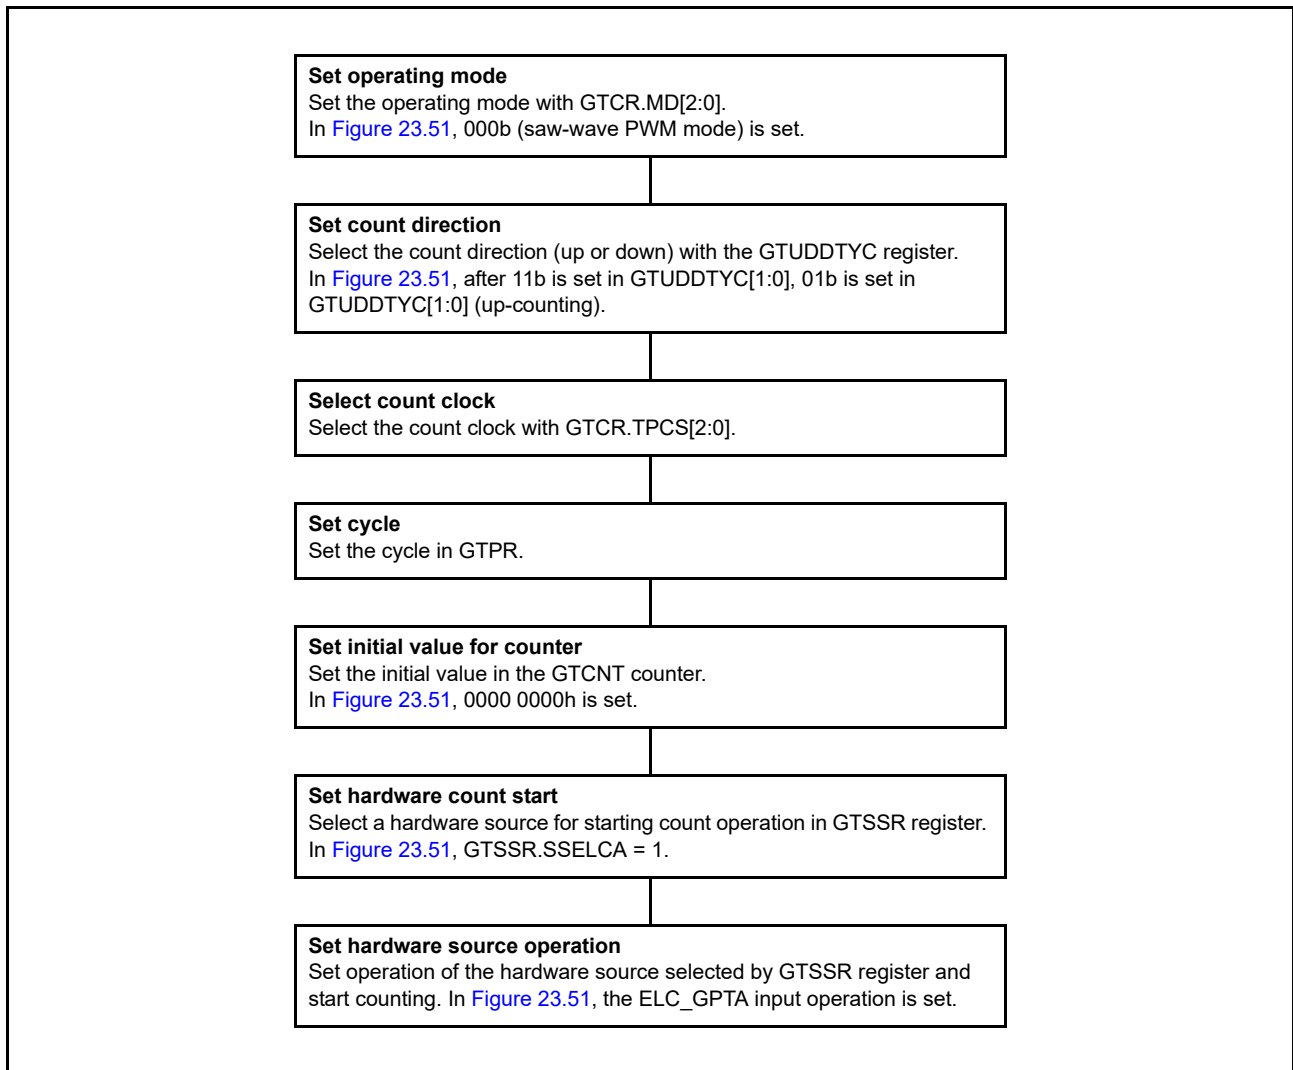 Set operating mode
Set the operating mode with GTCR.MD[2:0].
In Figure 23.51, 000b (saw-wave PWM mode) is set.
Set count direction
Select the count direction (up or down) with the GTUDDTYC register.
In Figure 23.51, after 11b is set in GTUDDTYC[1:0], 01b is set in
GTUDDTYC[1:0] (up-counting).
Select count clock
Select the count clock with GTCR.TPCS[2:0].
Set cycle
Set the cycle in GTPR.
Set initial value for counter
Set the initial value in the GTCNT counter.
In Figure 23.51, 0000 0000h is set.
Set hardware count start
Select a hardware source for starting count operation in GTSSR register.
In Figure 23.51, GTSSR.SSELCA = 1.
Set hardware source operation
Set operation of the hardware source selected by GTSSR register and
start counting. In Figure 23.51, the ELC_GPTA input operation is set.